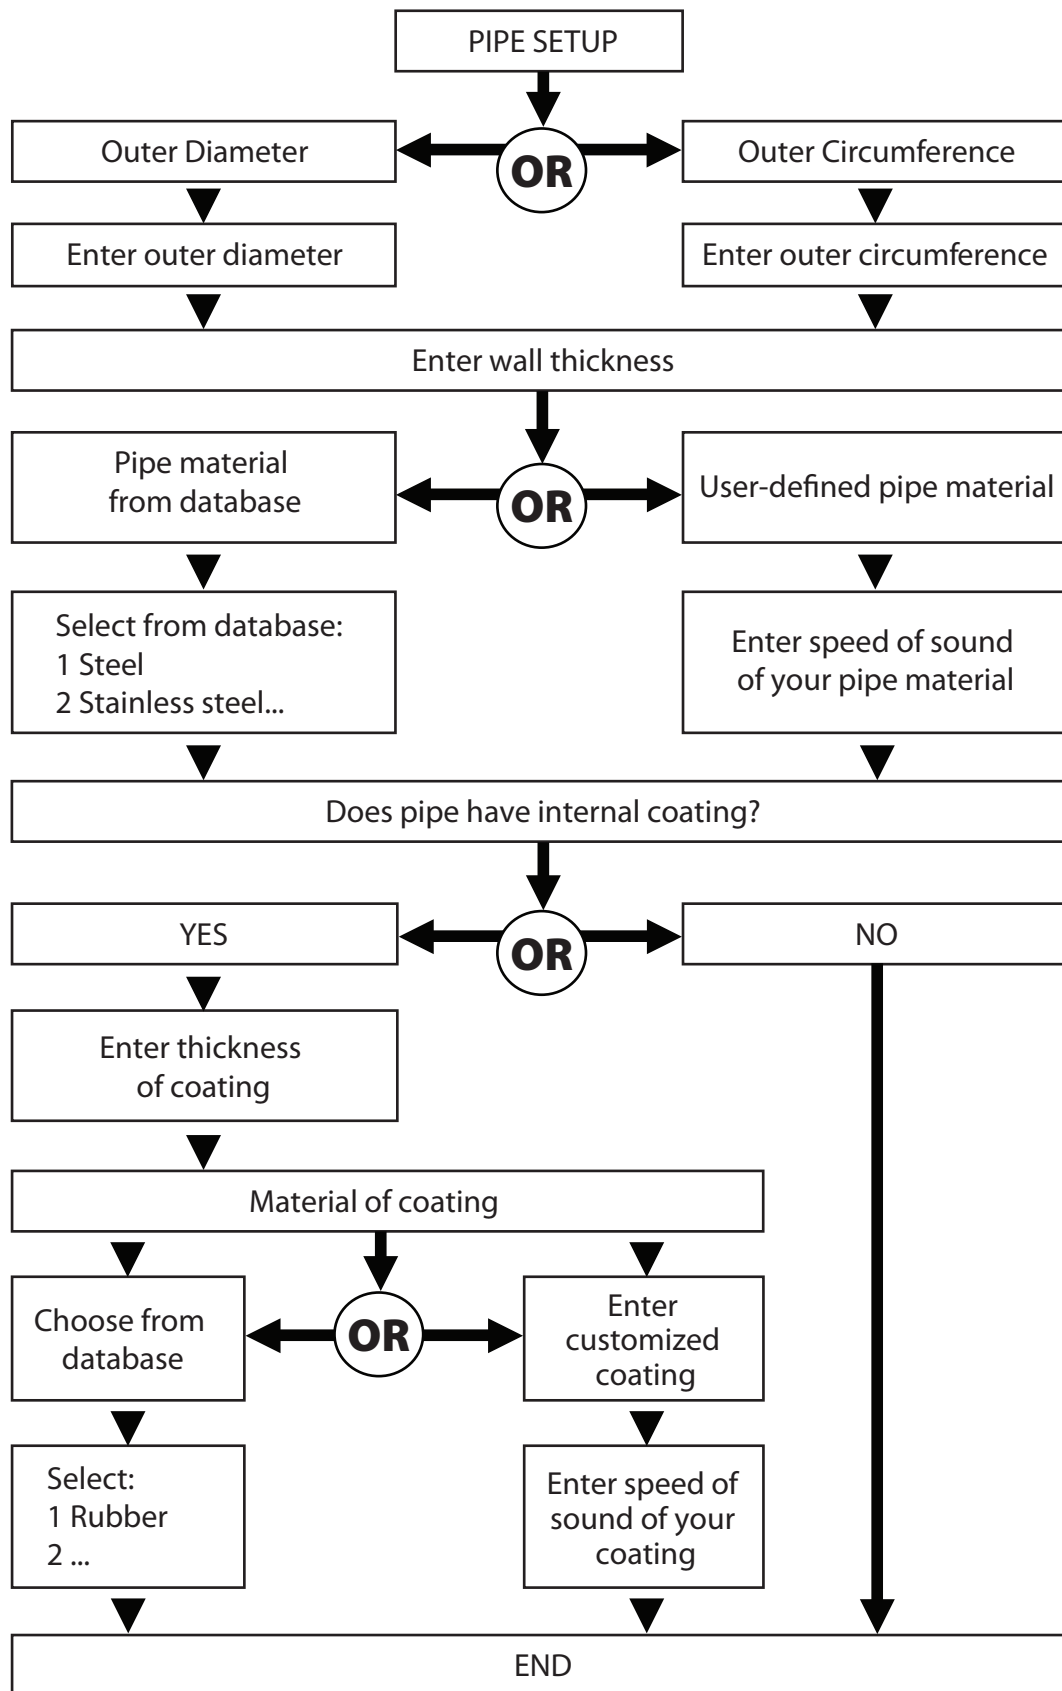 PIPE SETUP
Outer Diameter
OR
Outer Circumference
Enter outer diameter
Enter outer circumference
Enter wall thickness
Pipe material
from database
OR
User-defined pipe material
Select from database:
1 Steel
2 Stainless steel...
Enter speed of sound
of your pipe material
Does pipe have internal coating?
YES
OR
NO
Enter thickness
of coating
Material of coating
Choose from
database
OR
Enter
customized
coating
Select:
1 Rubber
2 ...
Enter speed of
sound of your
coating
END